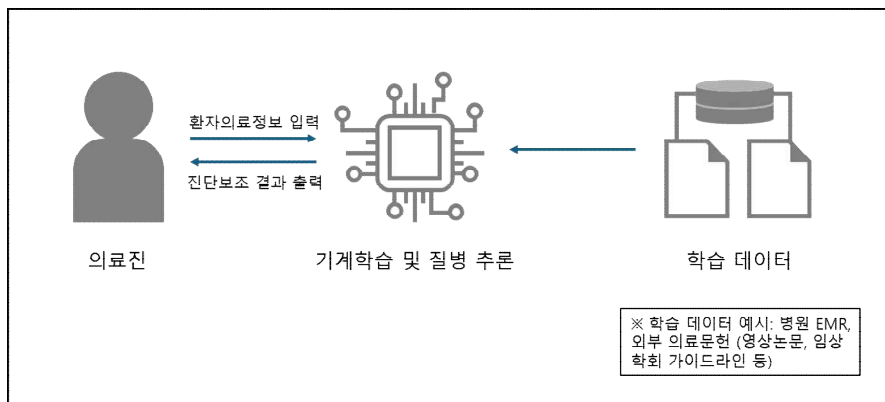 환자의료정보 입력
진단보조 결과 출력
의료진
기계학습 및 질병 추론
학습 데이터
※ 학습 데이터 예시: 병원 EMR,
외부 의료문헌 (영상논문, 임상
학회 가이드라인 등)